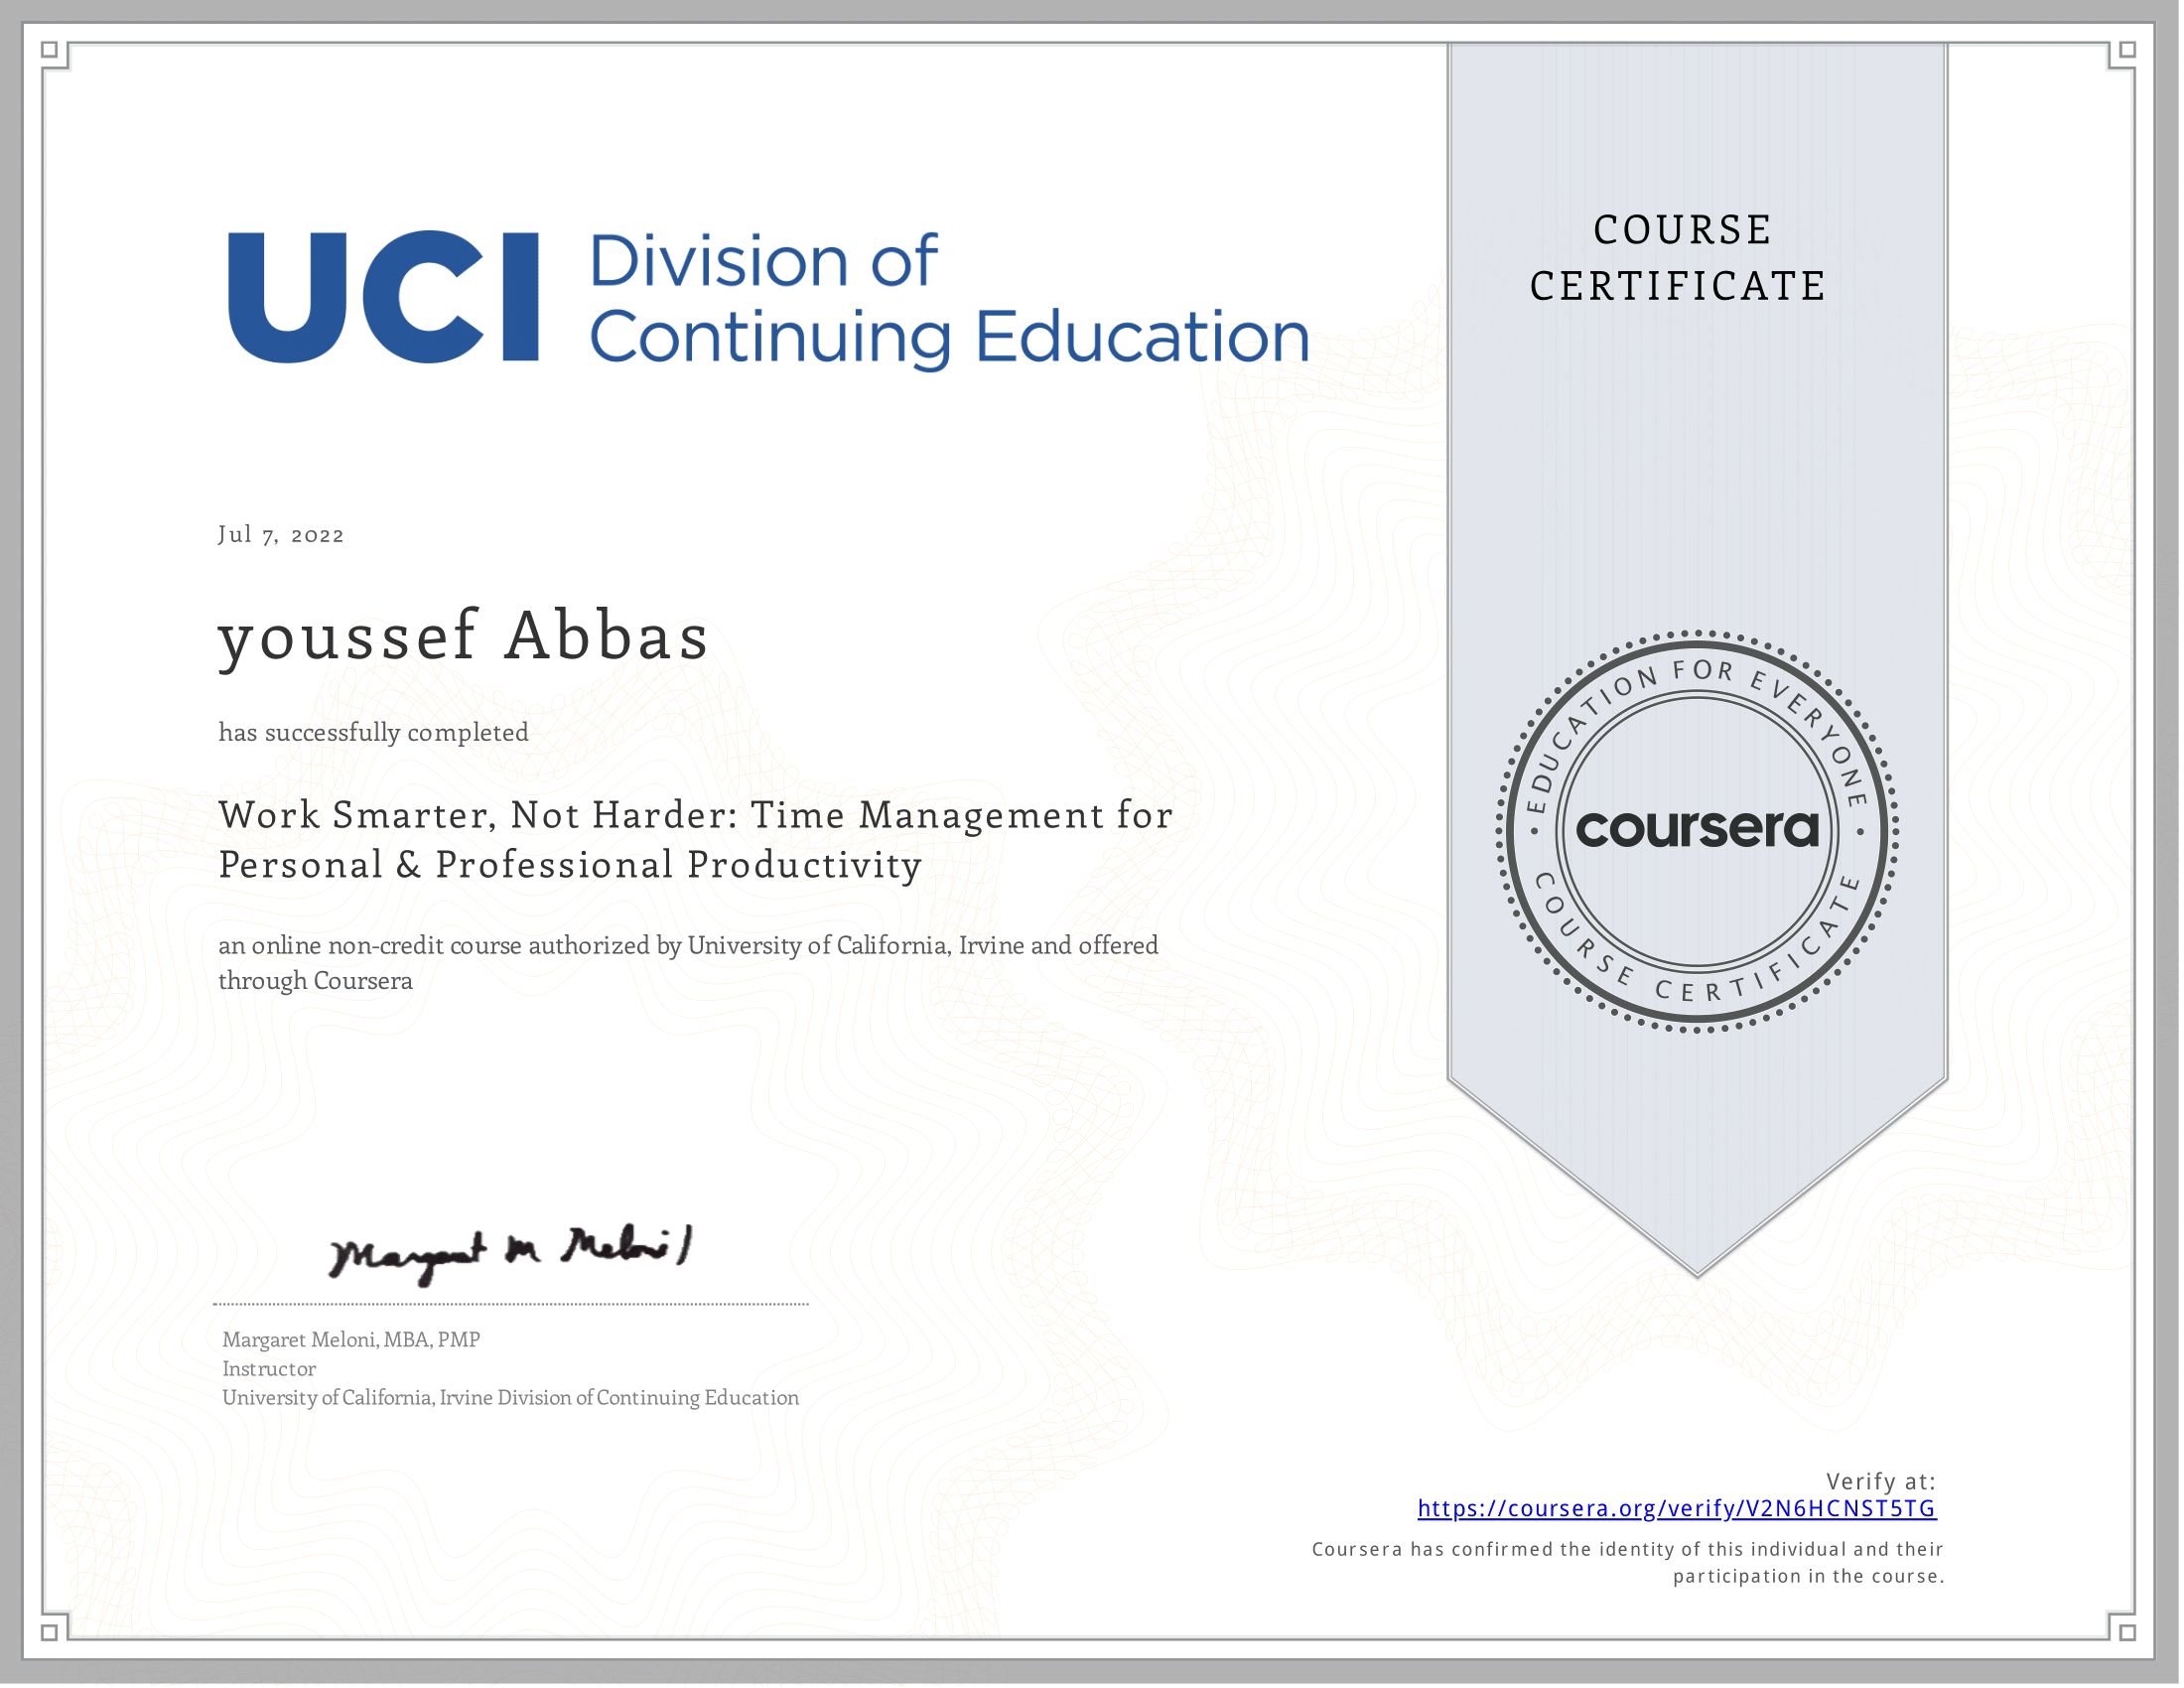 UCI Division of
Continuing Education
COURSE
CERTIFICATE
Jul 7, 2022
youssef Abbas
has successfully completed
Work Smarter, Not Harder: Time Management for
Personal & Professional Productivity
an online non-credit course authorized by University of California, Irvine and offered
through Coursera
EDUCATION FOR EVERYONE
coursera
COURSE CERTIFICATE
Margaret M Meloni
Margaret Meloni, MBA, PMP
Instructor
University of California, Irvine Division of Continuing Education
Verify at:
https://coursera.org/verify/V2N6HCNST5TG
Coursera has confirmed the identity of this individual and their
participation in the course.